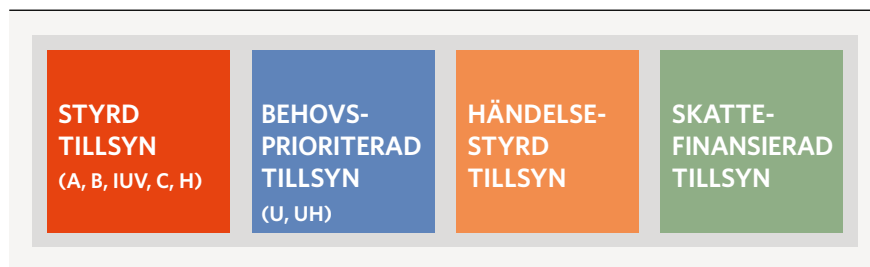 STYRD
TILLSYN
(A, B, IUV, C, H)
BEHOVS-
PRIORITERAD
TILLSYN
(U, UH)
HÄNDELSE-
STYRD
TILLSYN
SKATTE-
FINANSIERAD
TILLSYN